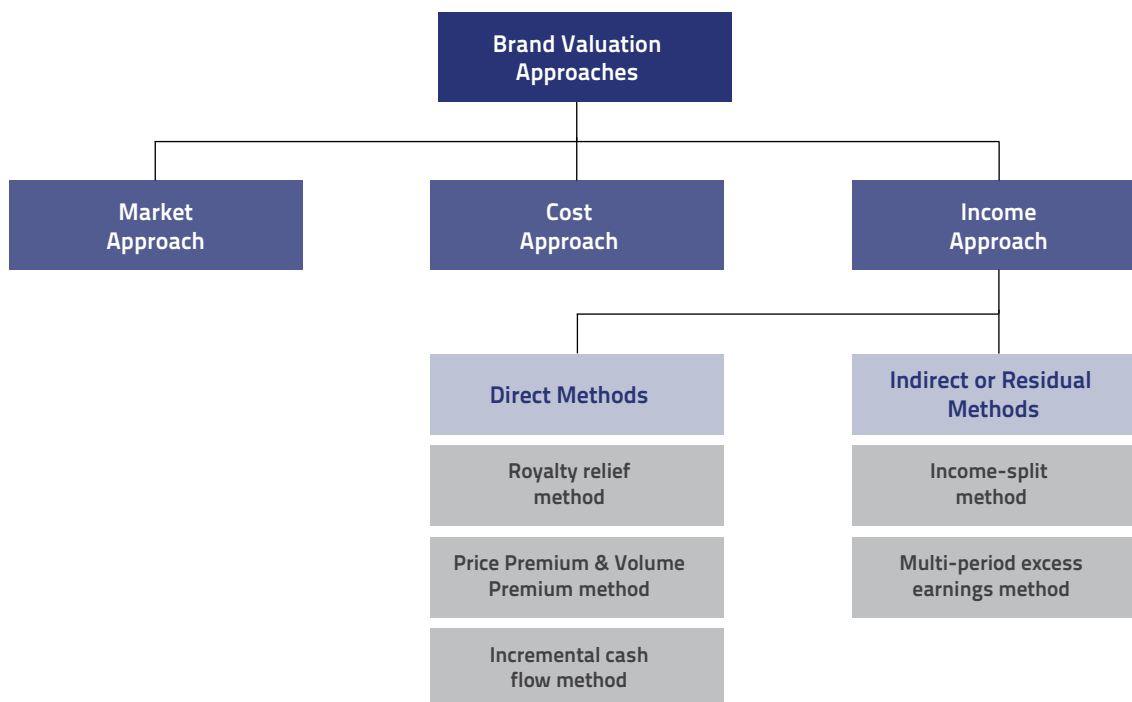 Brand Valuation
Approaches
Market
Approach
Cost
Approach
Income
Approach
Direct Methods
Indirect or Residual
Methods
Royalty relief
method
Income-split
method
Price Premium & Volume
Premium method
Multi-period excess
earnings method
Incremental cash
flow method